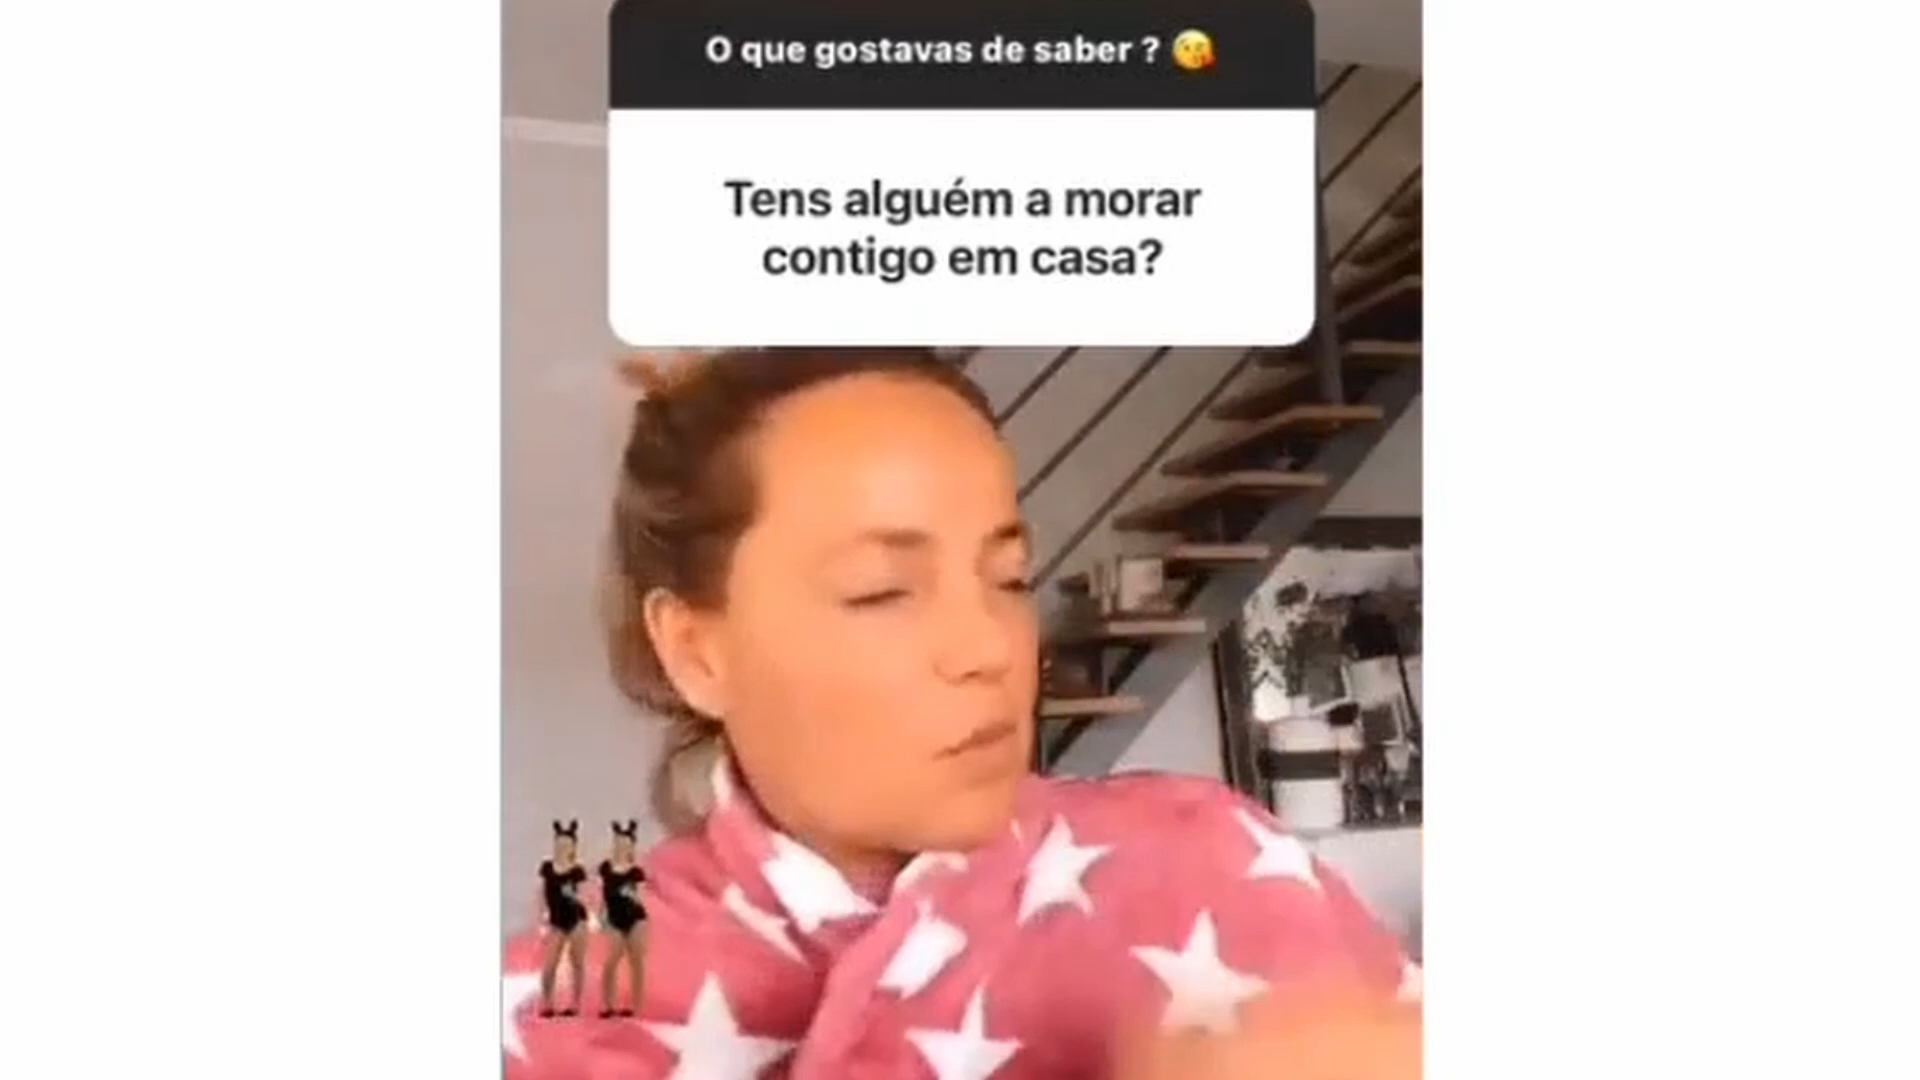 O que gostavas de saber ? 😘
Tens alguém a morar
contigo em casa?